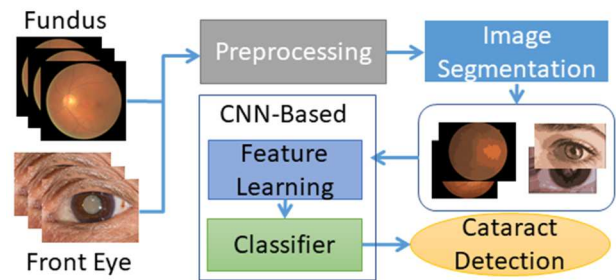 Fundus
Preprocessing
Image
Segmentation
CNN-Based
Feature
Learning
Classifier
Cataract
Detection
Front Eye